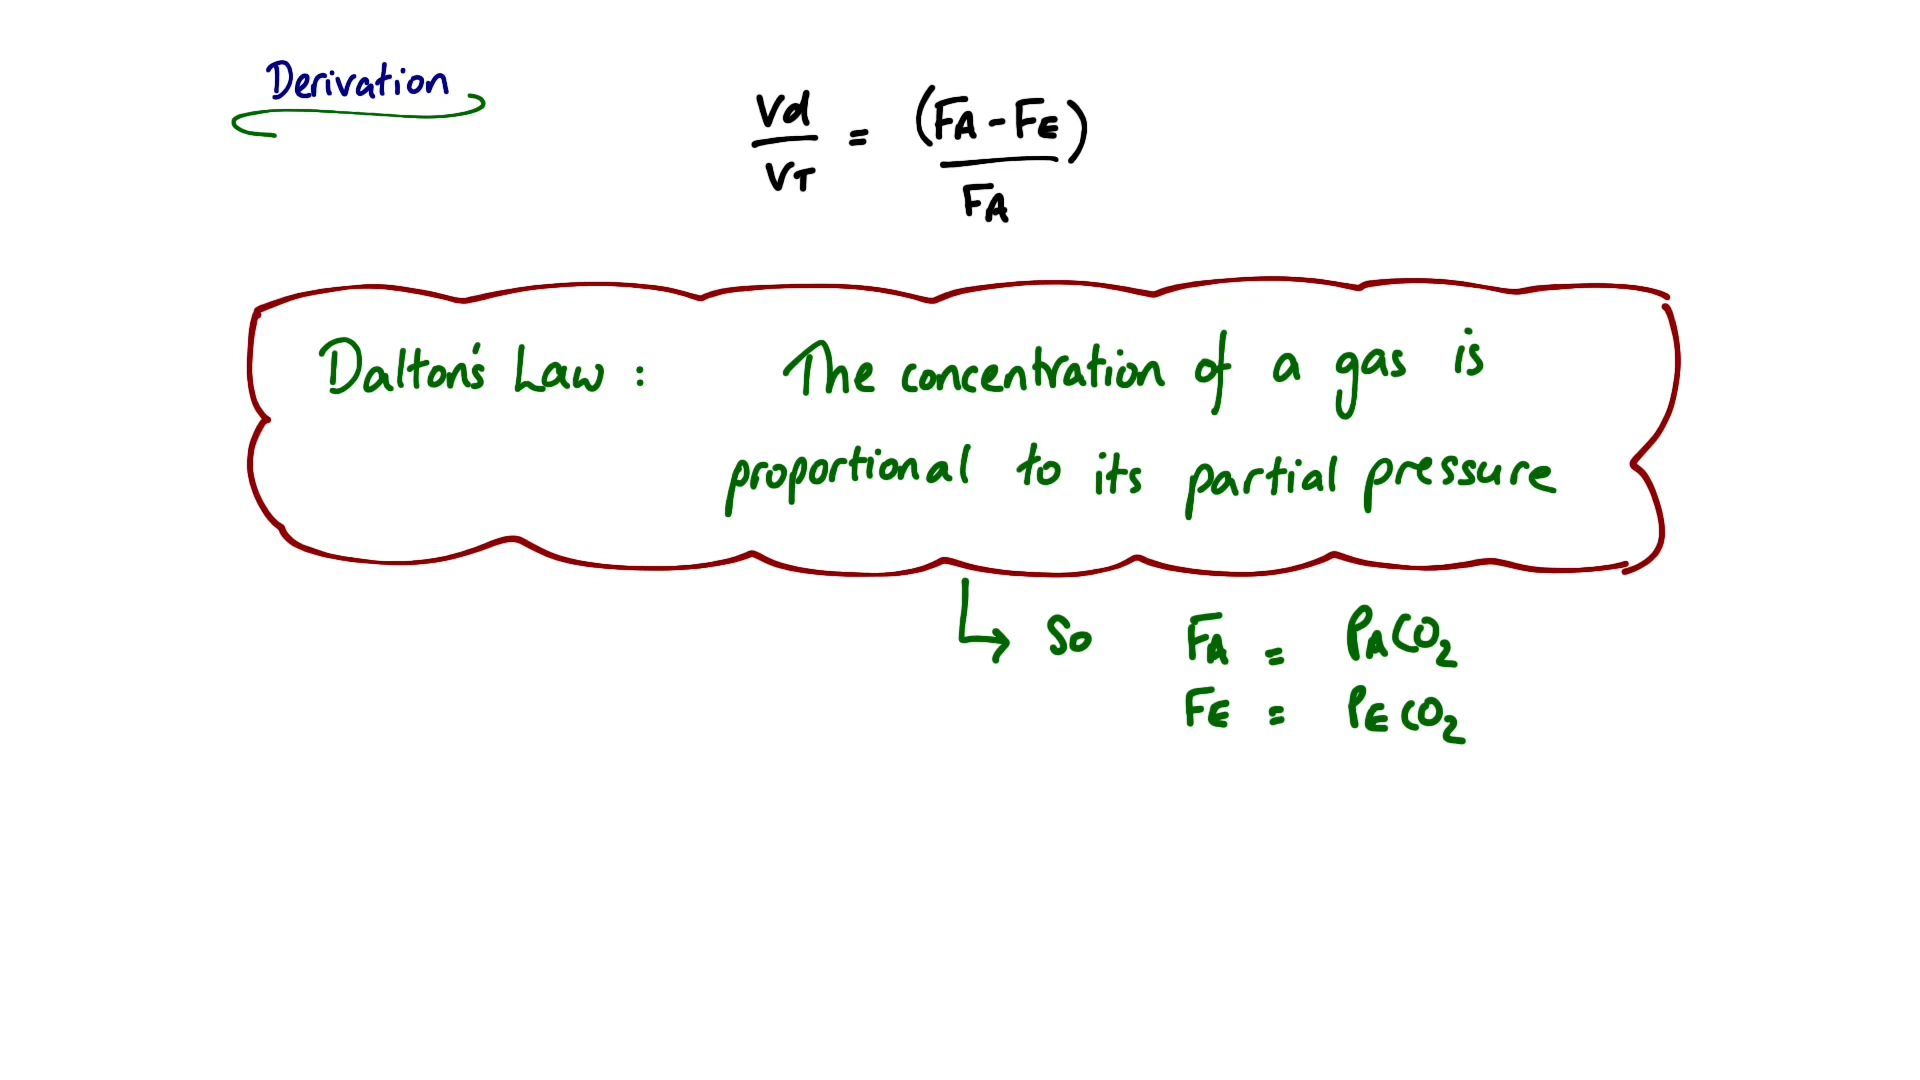 Derivation
Vd/VT = (FA - FE)/FA
Dalton's Law : The concentration of a gas is
proportional to its partial pressure
So FA = PACO₂
FE = PECO₂